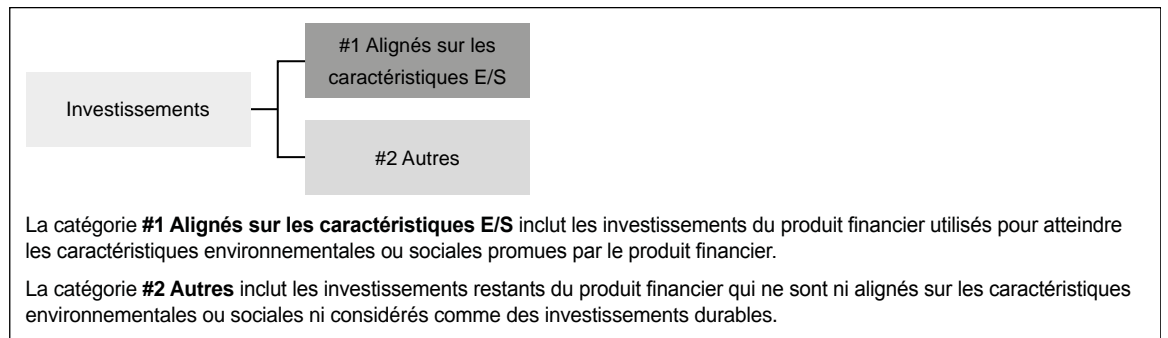 #1 Alignés sur les
caractéristiques E/S
Investissements
#2 Autres
La catégorie #1 Alignés sur les caractéristiques E/S inclut les investissements du produit financier utilisés pour atteindre
les caractéristiques environnementales ou sociales promues par le produit financier.
La catégorie #2 Autres inclut les investissements restants du produit financier qui ne sont ni alignés sur les caractéristiques
environnementales ou sociales ni considérés comme des investissements durables.